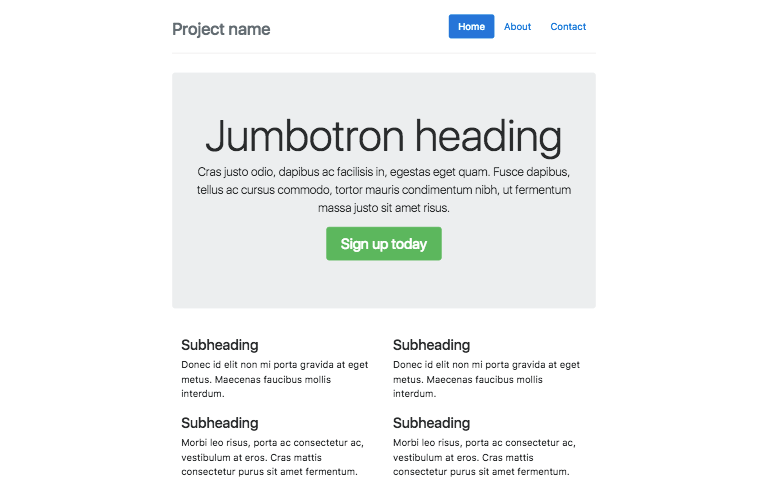 Project name
Home About Contact
Jumbotron heading
Cras justo odio, dapibus ac facilisis in, egestas eget quam. Fusce dapibus,
tellus ac cursus commodo, tortor mauris condimentum nibh, ut fermentum
massa justo sit amet risus.
Sign up today
Subheading
Donec id elit non mi porta gravida at eget
metus. Maecenas faucibus mollis
interdum.
Subheading
Morbi leo risus, porta ac consectetur ac,
vestibulum at eros. Cras mattis
consectetur purus sit amet fermentum.
Subheading
Donec id elit non mi porta gravida at eget
metus. Maecenas faucibus mollis
interdum.
Subheading
Morbi leo risus, porta ac consectetur ac,
vestibulum at eros. Cras mattis
consectetur purus sit amet fermentum.